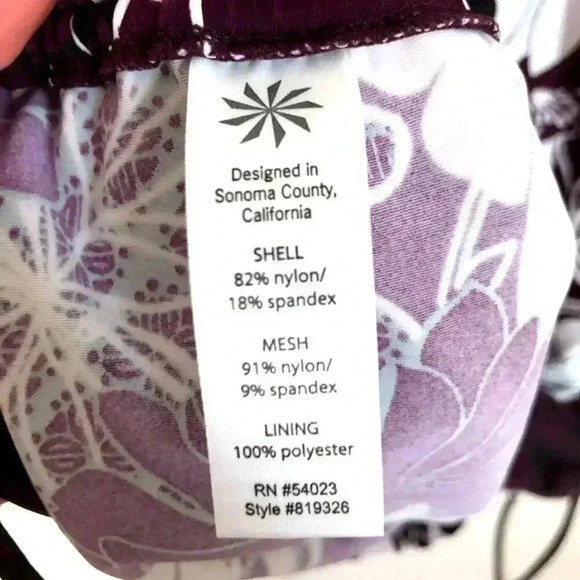 Designed in
Sonoma County,
California
SHELL
82% nylon/
18% spandex
MESH
91% nylon/
9% spandex
LINING
100% polyester
RN #54023
Style #819326